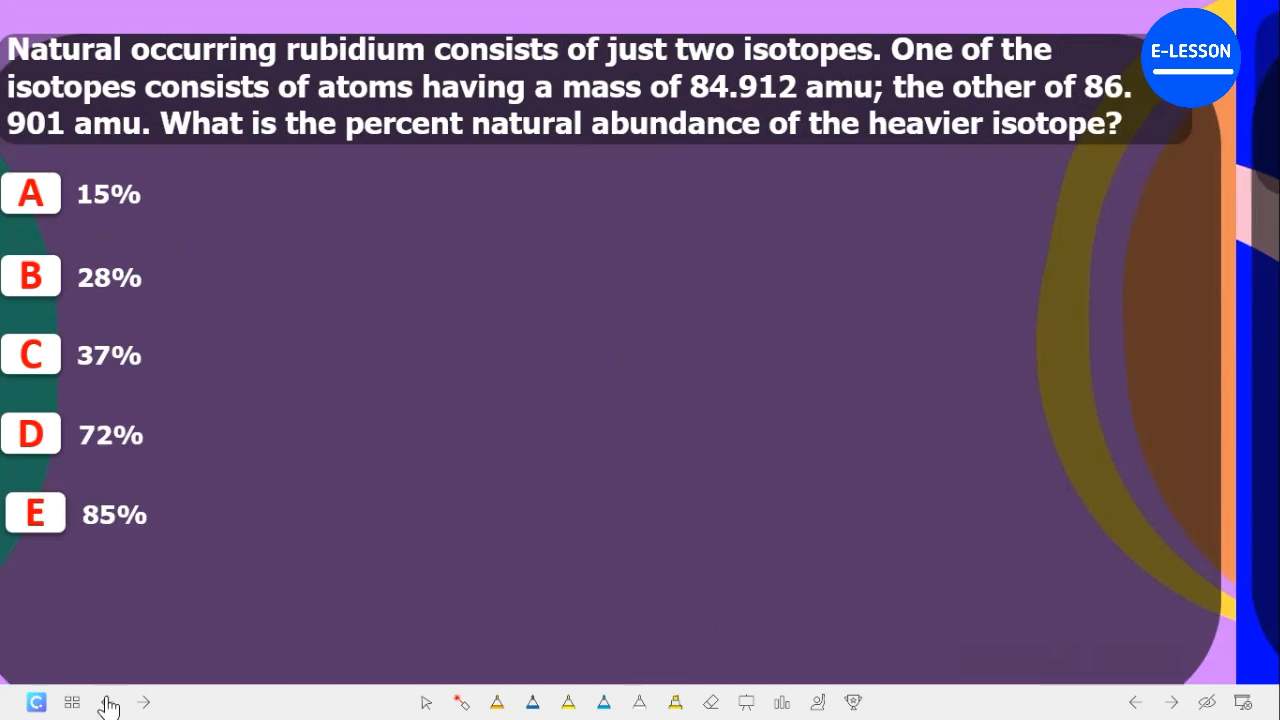 Natural occurring rubidium consists of just two isotopes. One of the
isotopes consists of atoms having a mass of 84.912 amu; the other of 86.
901 amu. What is the percent natural abundance of the heavier isotope?
E-LESSON
A 15%
B 28%
C 37%
D 72%
E 85%